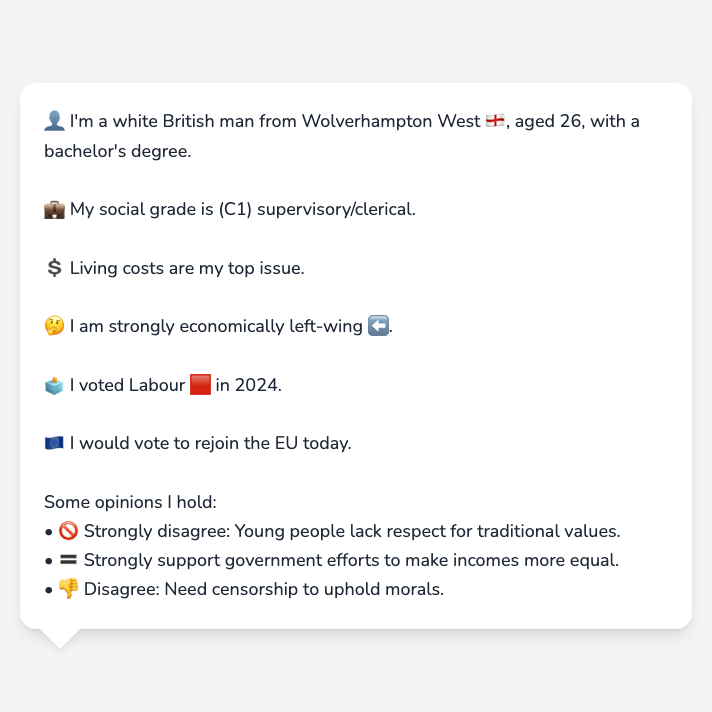 👤 I'm a white British man from Wolverhampton West 🏴󠁧󠁢󠁥󠁮󠁧󠁿, aged 26, with a
bachelor's degree.
💼 My social grade is (C1) supervisory/clerical.
💲 Living costs are my top issue.
🤔 I am strongly economically left-wing ⬅️.
🗳️ I voted Labour 🟥 in 2024.
🇪🇺 I would vote to rejoin the EU today.
Some opinions I hold:
• 🚫 Strongly disagree: Young people lack respect for traditional values.
• 🟰 Strongly support government efforts to make incomes more equal.
• 👎 Disagree: Need censorship to uphold morals.